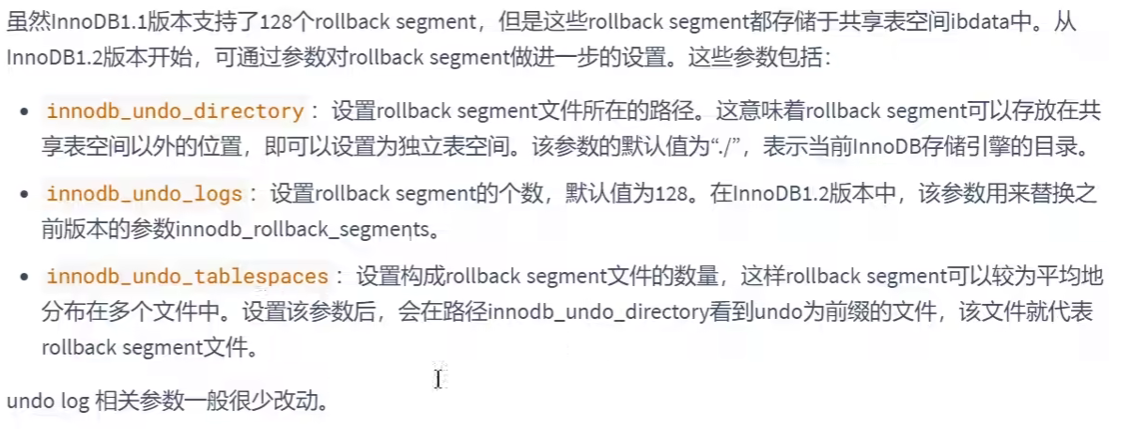 虽然InnoDB1.1版本支持了128个rollback segment，但是这些rollback segment都存储于共享表空间ibdata中。从
InnoDB1.2版本开始，可通过参数对rollback segment做进一步的设置。这些参数包括：
• innodb_undo_directory ：设置rollback segment文件所在的路径。这意味着rollback segment可以存放在共
享表空间以外的位置，即可以设置为独立表空间。该参数的默认值为“./”，表示当前InnoDB存储引擎的目录。
• innodb_undo_logs ：设置rollback segment的个数，默认值为128。在InnoDB1.2版本中，该参数用来替换之
前版本的参数innodb_rollback_segments。
• innodb_undo_tablespaces ：设置构成rollback segment文件的数量，这样rollback segment可以较为平均地
分布在多个文件中。设置该参数后，会在路径innodb_undo_directory看到undo为前缀的文件，该文件就代表
rollback segment文件。
undo log 相关参数一般很少改动。